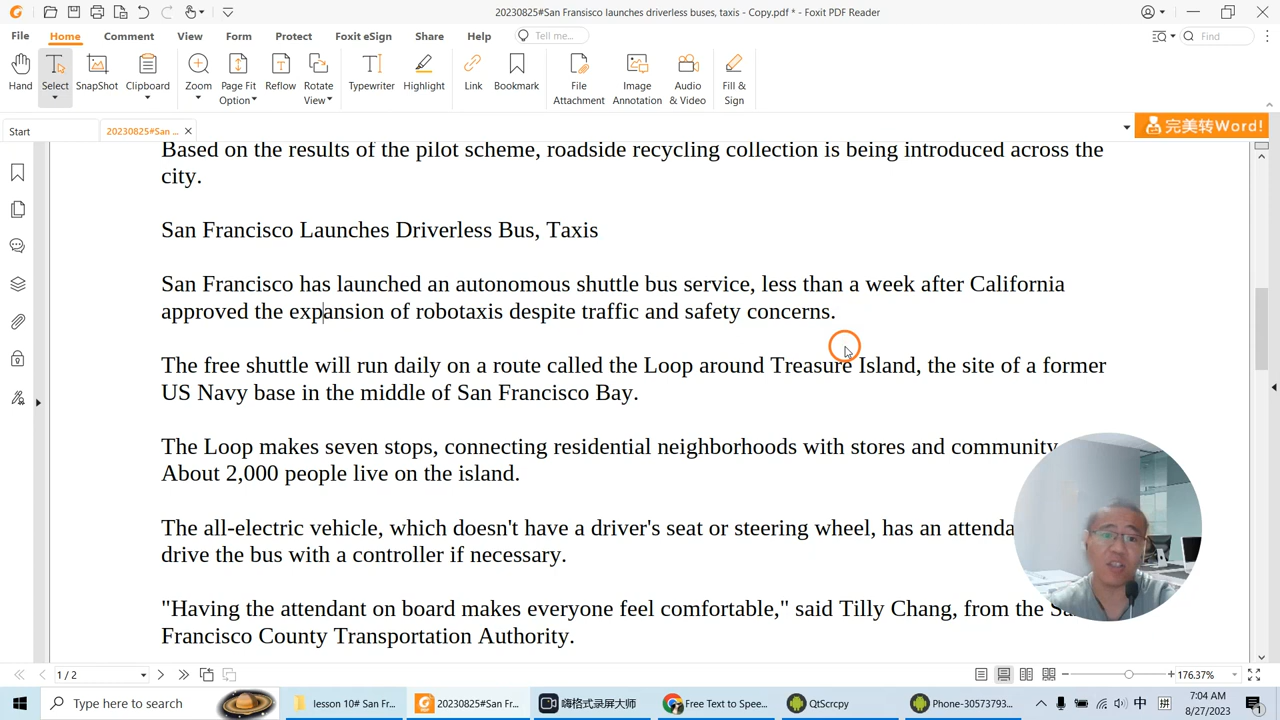 20230825#San Fransisco launches driverless buses, taxis - Copy.pdf * - Foxit PDF Reader
File Home Comment View Form Protect Foxit eSign Share Help Tell me... Find
Hand Select SnapShot Clipboard Zoom Page Fit Option Reflow Rotate View Typewriter Highlight Link Bookmark File Attachment Image Annotation Audio & Video Fill & Sign
Start 20230825#San ... 完美转Word!
Based on the results of the pilot scheme, roadside recycling collection is being introduced across the
city.
San Francisco Launches Driverless Bus, Taxis
San Francisco has launched an autonomous shuttle bus service, less than a week after California
approved the expansion of robotaxis despite traffic and safety concerns.
The free shuttle will run daily on a route called the Loop around Treasure Island, the site of a former
US Navy base in the middle of San Francisco Bay.
The Loop makes seven stops, connecting residential neighborhoods with stores and community
About 2,000 people live on the island.
The all-electric vehicle, which doesn't have a driver's seat or steering wheel, has an
drive the bus with a controller if necessary.
"Having the attendant on board makes everyone feel comfortable," said Tilly Chang, from the
Francisco County Transportation Authority.
1 / 2 176.37%
Type here to search lesson 10# San Fr... 20230825#San Fr... 嗨格式录屏大师 Free Text to Spee... QtScrcpy Phone-30573793... 中 拼 7:04 AM
8/27/2023